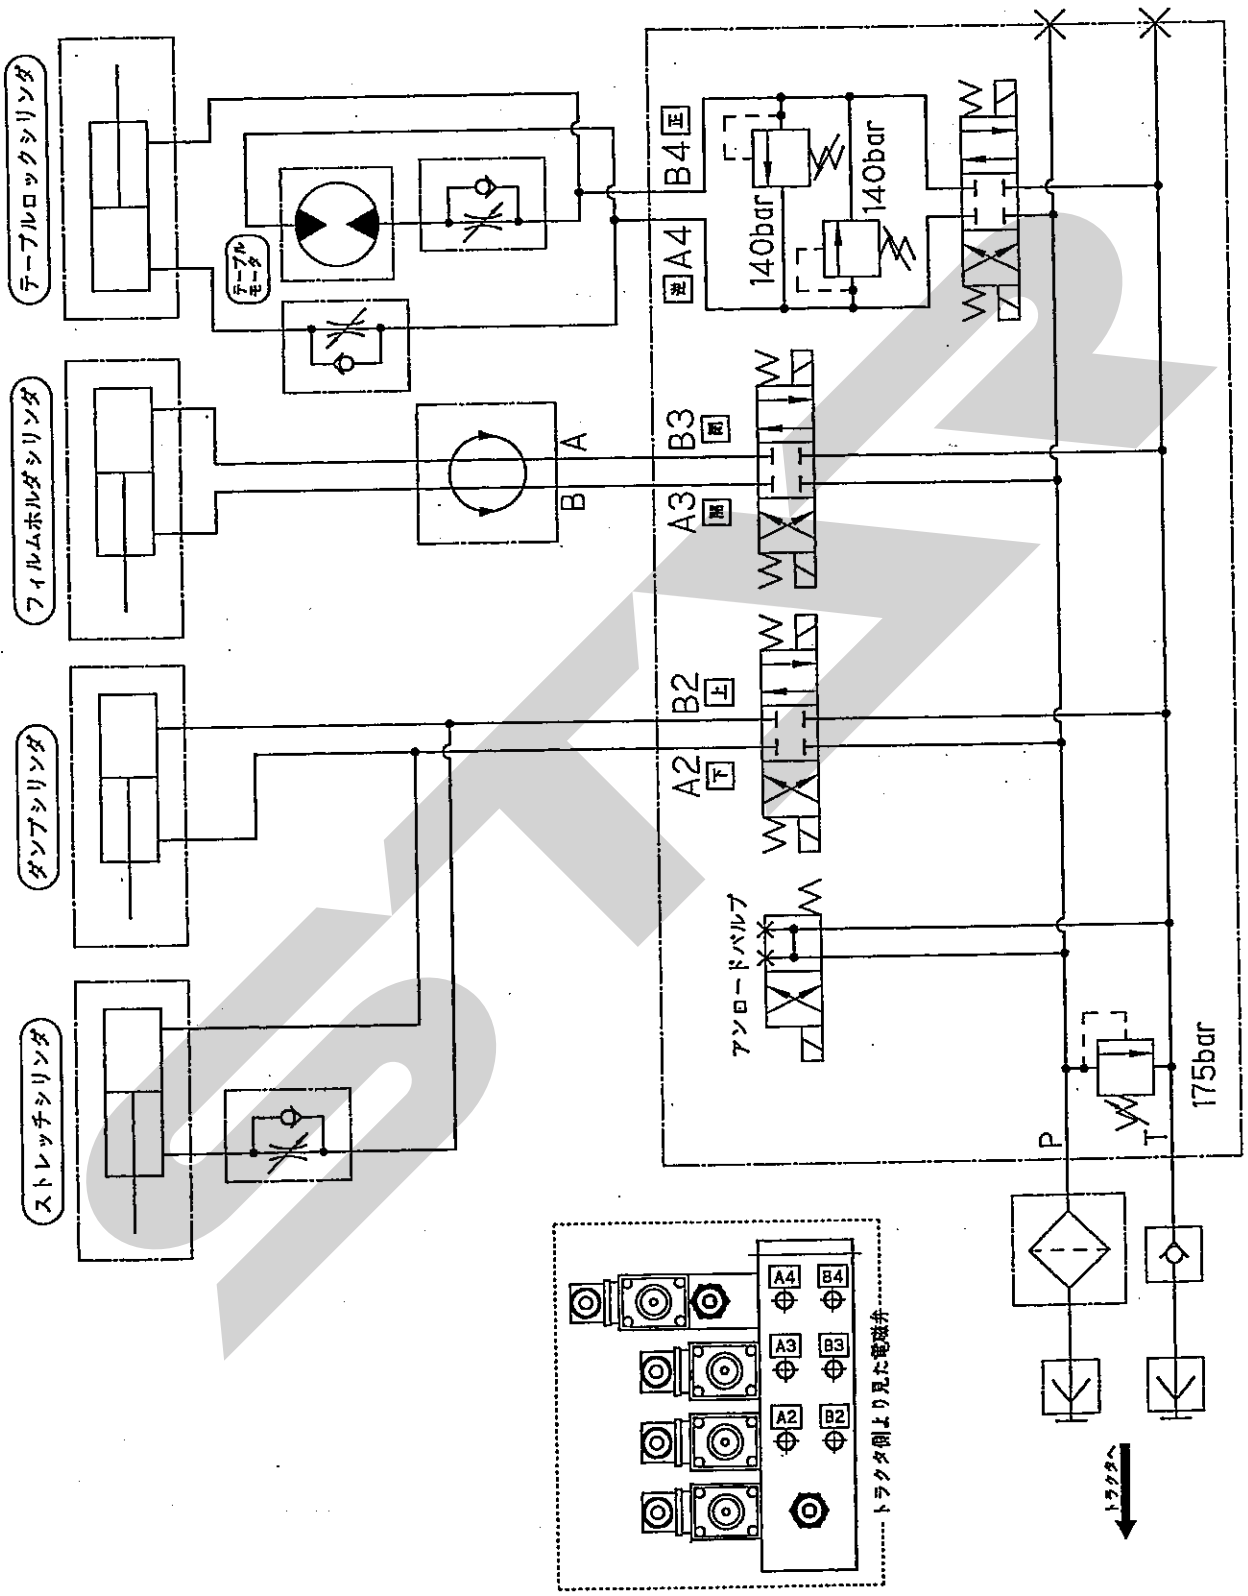 テーブルロックシリンダ
フィルムホルダシリンダ
ダンプシリンダ
ストレッチシリンダ
テーブル
モータ
A
B
B4 正
A4 逆
B3 閉
A3 開
B2 上
A2 下
140bar
140bar
アンロードバルブ
175bar
P
T
A4
B4
A3
B3
A2
B2
トラクタ側より見た電磁弁
トラクタへ
STAR